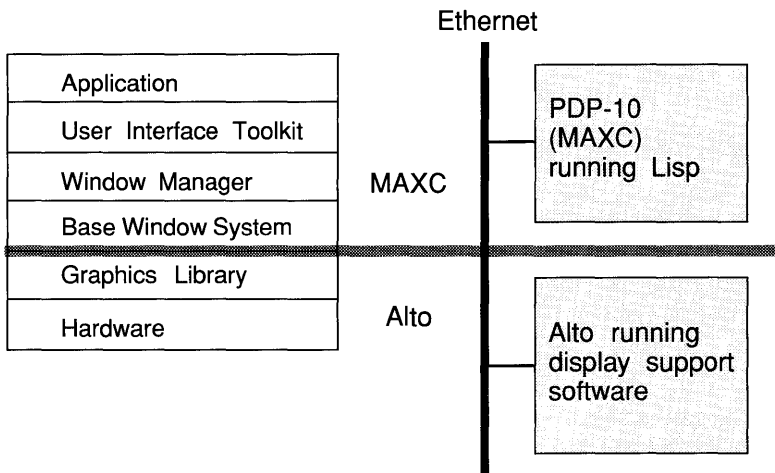 Ethernet
Application
User Interface Toolkit
Window Manager
Base Window System
Graphics Library
Hardware
MAXC
Alto
PDP-10
(MAXC)
running Lisp
Alto running
display support
software